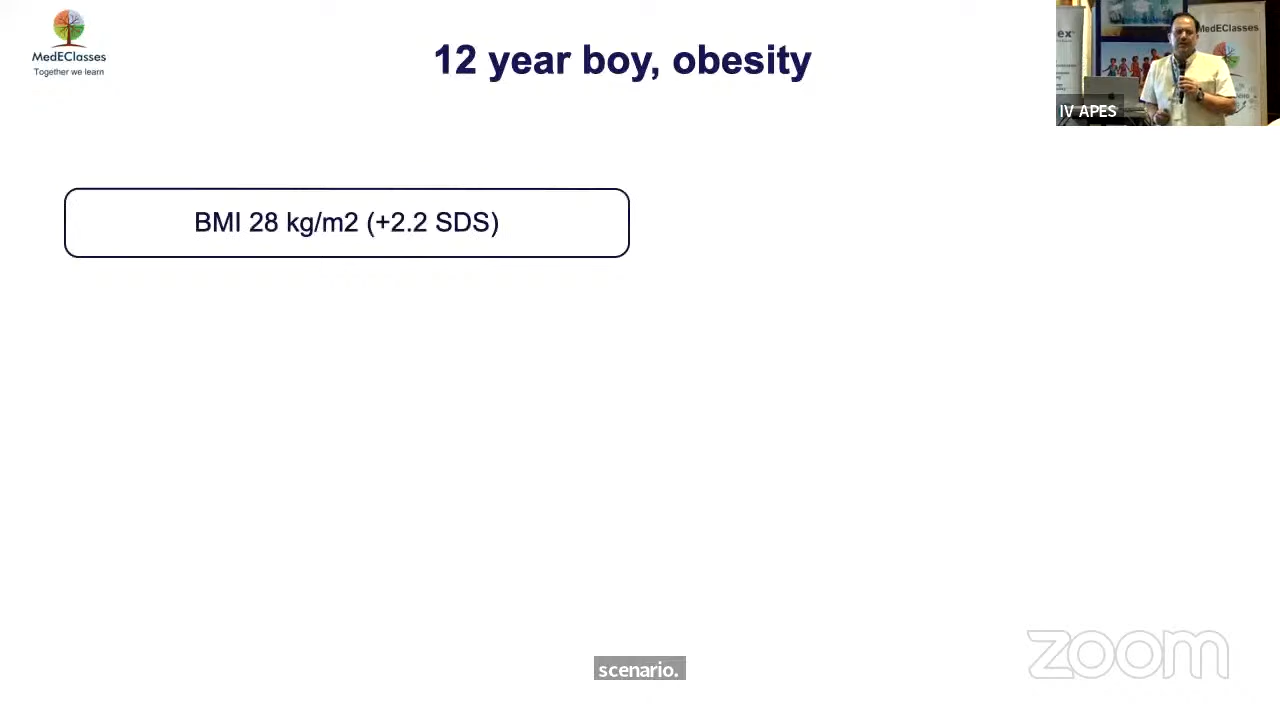 MedEClasses
Together we learn
12 year boy, obesity
MedEClasses
IV APES
BMI 28 kg/m2 (+2.2 SDS)
zoom
scenario.